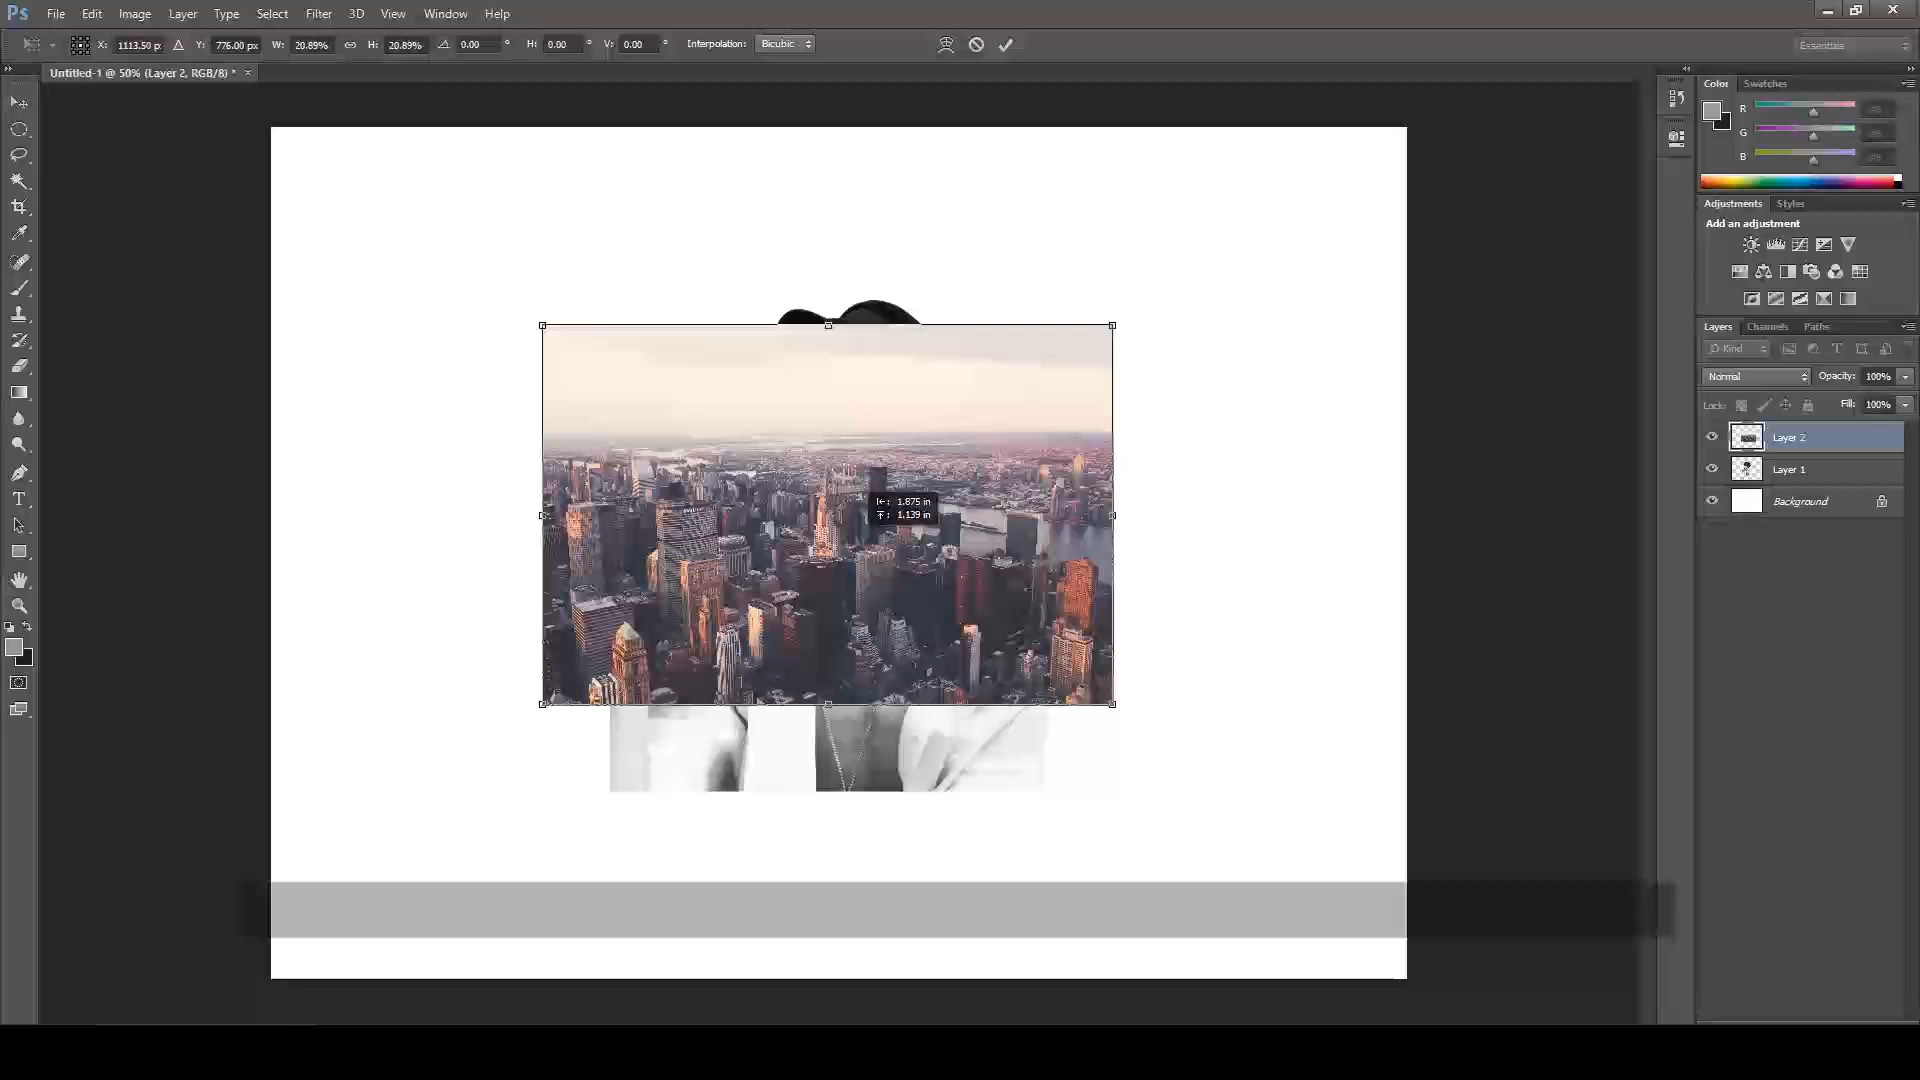 Ps File Edit Image Layer Type Select Filter 3D View Window Help
X: 1113.50 p: Y: 776.00 px W: 20.89% H: 20.89% 0.00 ° H: 0.00 ° V: 0.00 ° Interpolation: Bicubic
Essentials
Untitled-1 @ 50% (Layer 2, RGB/8) * ×
Color Swatches
R
G
B
Adjustments Styles
Add an adjustment
Layers Channels Paths
Kind T
Normal Opacity: 100%
Lock: Fill: 100%
Layer 2
Layer 1
Background
1.875 in
1.139 in
T